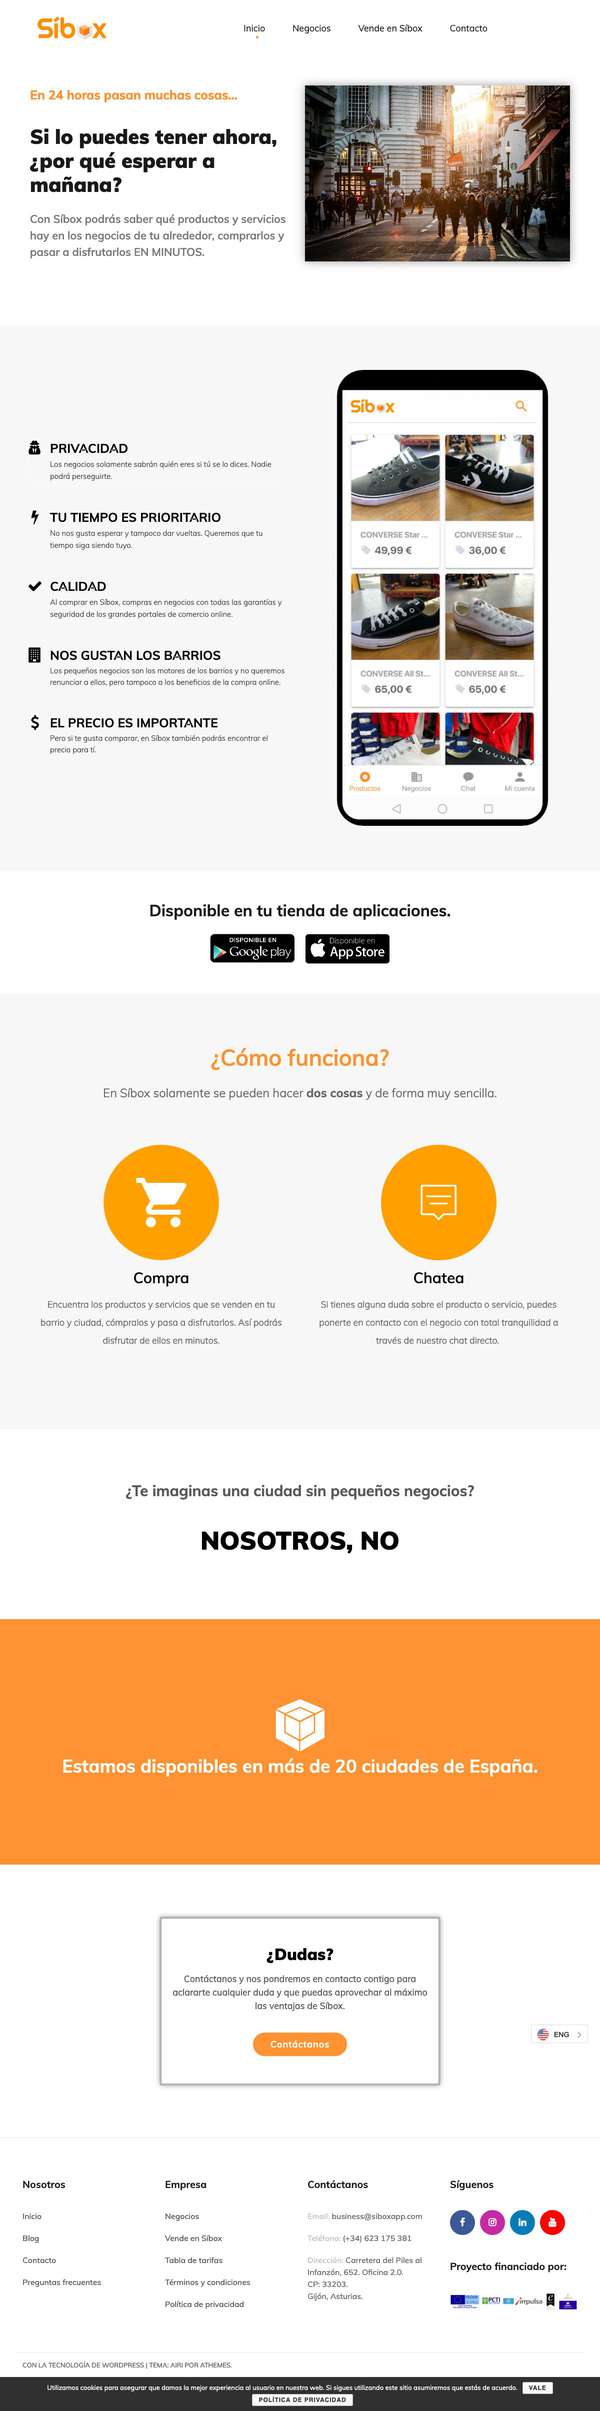 Síbox
Inicio
Negocios
Vende en Síbox
Contacto
En 24 horas pasan muchas cosas...
Si lo puedes tener ahora,
¿por qué esperar a
mañana?
Con Síbox podrás saber qué productos y servicios
hay en los negocios de tu alrededor, comprarlos y
pasar a disfrutarlos EN MINUTOS.
PRIVACIDAD
Los negocios solamente sabrán quién eres si tú se lo dices. Nadie
podrá perseguirte.
TU TIEMPO ES PRIORITARIO
No nos gusta esperar y tampoco dar vueltas. Queremos que tu
tiempo siga siendo tuyo.
CALIDAD
Al comprar en Síbox, compras en negocios con todas las garantías y
seguridad de los grandes portales de comercio online.
NOS GUSTAN LOS BARRIOS
Los pequeños negocios son los motores de los barrios y no queremos
renunciar a ellos, pero tampoco a los beneficios de la compra online.
EL PRECIO ES IMPORTANTE
Pero si te gusta comparar, en Síbox también podrás encontrar el
precio para ti.
Síbox
CONVERSE Star ...
49,99 €
CONVERSE Star ...
36,00 €
CONVERSE All St...
65,00 €
CONVERSE All St...
65,00 €
Productos
Negocios
Chat
Mi cuenta
Disponible en tu tienda de aplicaciones.
DISPONIBLE EN
Google play
Disponible en
App Store
¿Cómo funciona?
En Síbox solamente se pueden hacer dos cosas y de forma muy sencilla.
Compra
Encuentra los productos y servicios que se venden en tu
barrio y ciudad, cómpralos y pasa a disfrutarlos. Así podrás
disfrutar de ellos en minutos.
Chatea
Si tienes alguna duda sobre el producto o servicio, puedes
ponerte en contacto con el negocio con total tranquilidad a
través de nuestro chat directo.
¿Te imaginas una ciudad sin pequeños negocios?
NOSOTROS, NO
Estamos disponibles en más de 20 ciudades de España.
¿Dudas?
Contáctanos y nos pondremos en contacto contigo para
aclararte cualquier duda y que puedas aprovechar al máximo
las ventajas de Síbox.
Contáctanos
ENG
Nosotros
Inicio
Blog
Contacto
Preguntas frecuentes
Empresa
Negocios
Vende en Síbox
Tabla de tarifas
Términos y condiciones
Política de privacidad
Contáctanos
Email: business@siboxapp.com
Teléfono: (+34) 623 175 381
Dirección: Carretera del Piles al
Infanzón, 652. Oficina 2.0.
CP: 33203.
Gijón, Asturias.
Síguenos
Proyecto financiado por:
PCTI
impulsa
CON LA TECNOLOGÍA DE WORDPRESS | TEMA: AIRI POR ATHEMES.
Utilizamos cookies para asegurar que damos la mejor experiencia al usuario en nuestra web. Si sigues utilizando este sitio asumiremos que estás de acuerdo.
VALE
POLÍTICA DE PRIVACIDAD